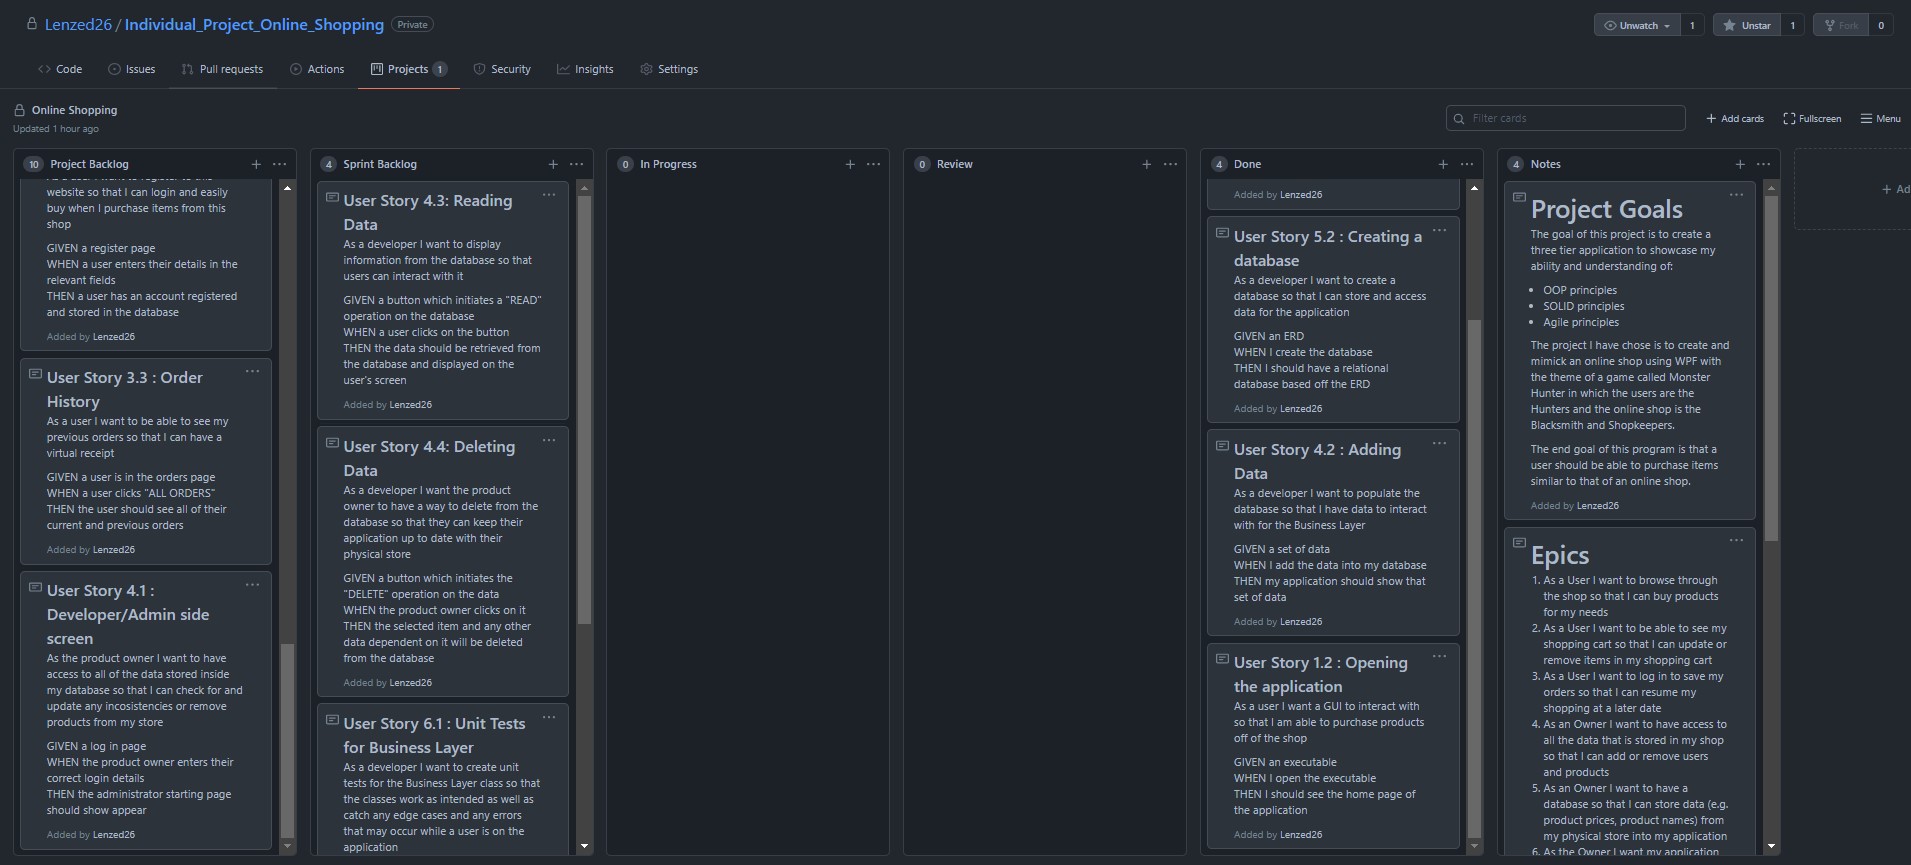 Lenzed26 / Individual_Project_Online_Shopping Private
Unwatch 1 Unstar 1 Fork 0
Code Issues Pull requests Actions Projects 1 Security Insights Settings
Online Shopping
Updated 1 hour ago
Filter cards
Add cards Fullscreen Menu
10 Project Backlog
website so that I can login and easily
buy when I purchase items from this
shop
GIVEN a register page
WHEN a user enters their details in the
relevant fields
THEN a user has an account registered
and stored in the database
Added by Lenzed26
User Story 3.3 : Order
History
As a user I want to be able to see my
previous orders so that I can have a
virtual receipt
GIVEN a user is in the orders page
WHEN a user clicks "ALL ORDERS"
THEN the user should see all of their
current and previous orders
Added by Lenzed26
User Story 4.1 :
Developer/Admin side
screen
As the product owner I want to have
access to all of the data stored inside
my database so that I can check for and
update any incosistencies or remove
products from my store
GIVEN a log in page
WHEN the product owner enters their
correct login details
THEN the administrator starting page
should show appear
Added by Lenzed26
4 Sprint Backlog
User Story 4.3: Reading
Data
As a developer I want to display
information from the database so that
users can interact with it
GIVEN a button which initiates a "READ"
operation on the database
WHEN a user clicks on the button
THEN the data should be retrieved from
the database and displayed on the
user's screen
Added by Lenzed26
User Story 4.4: Deleting
Data
As a developer I want the product
owner to have a way to delete from the
database so that they can keep their
application up to date with their
physical store
GIVEN a button which initiates the
"DELETE" operation on the data
WHEN the product owner clicks on it
THEN the selected item and any other
data dependent on it will be deleted
from the database
Added by Lenzed26
User Story 6.1 : Unit Tests
for Business Layer
As a developer I want to create unit
tests for the Business Layer class so that
the classes work as intended as well as
catch any edge cases and any errors
that may occur while a user is on the
application
0 In Progress
0 Review
4 Done
Added by Lenzed26
User Story 5.2 : Creating a
database
As a developer I want to create a
database so that I can store and access
data for the application
GIVEN an ERD
WHEN I create the database
THEN I should have a relational
database based off the ERD
Added by Lenzed26
User Story 4.2 : Adding
Data
As a developer I want to populate the
database so that I have data to interact
with for the Business Layer
GIVEN a set of data
WHEN I add the data into my database
THEN my application should show that
set of data
Added by Lenzed26
User Story 1.2 : Opening
the application
As a user I want a GUI to interact with
so that I am able to purchase products
off of the shop
GIVEN an executable
WHEN I open the executable
THEN I should see the home page of
the application
Added by Lenzed26
4 Notes
Project Goals
The goal of this project is to create a
three tier application to showcase my
ability and understanding of:
• OOP principles
• SOLID principles
• Agile principles
The project I have chose is to create and
mimick an online shop using WPF with
the theme of a game called Monster
Hunter in which the users are the
Hunters and the online shop is the
Blacksmith and Shopkeepers.
The end goal of this program is that a
user should be able to purchase items
similar to that of an online shop.
Added by Lenzed26
Epics
1. As a User I want to browse through
the shop so that I can buy products
for my needs
2. As a User I want to be able to see my
shopping cart so that I can update or
remove items in my shopping cart
3. As a User I want to log in to save my
orders so that I can resume my
shopping at a later date
4. As an Owner I want to have access to
all the data that is stored in my shop
so that I can add or remove users
and products
5. As an Owner I want to have a
database so that I can store data (e.g.
product prices, product names) from
my physical store into my application
6. As the Owner I want my application
+ Ad